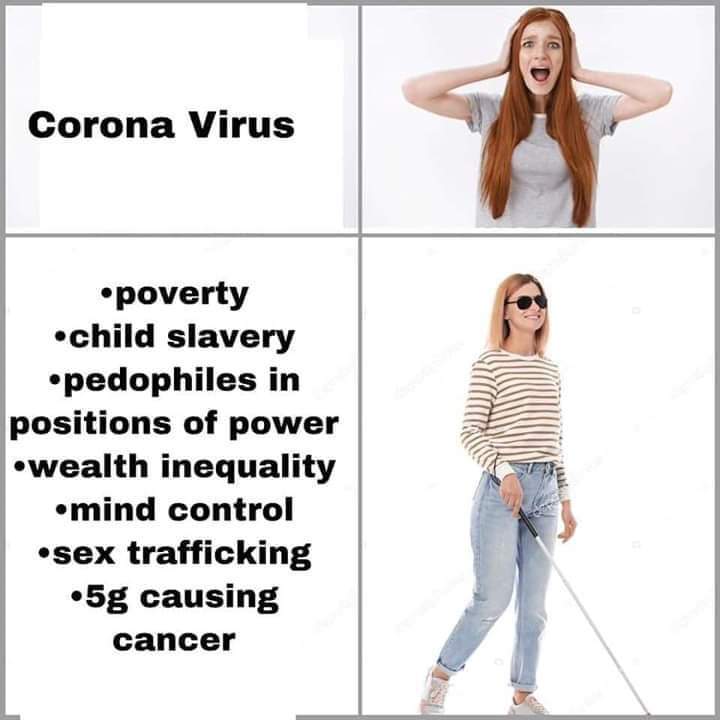 Corona Virus
•poverty
•child slavery
•pedophiles in
positions of power
•wealth inequality
•mind control
•sex trafficking
•5g causing
cancer